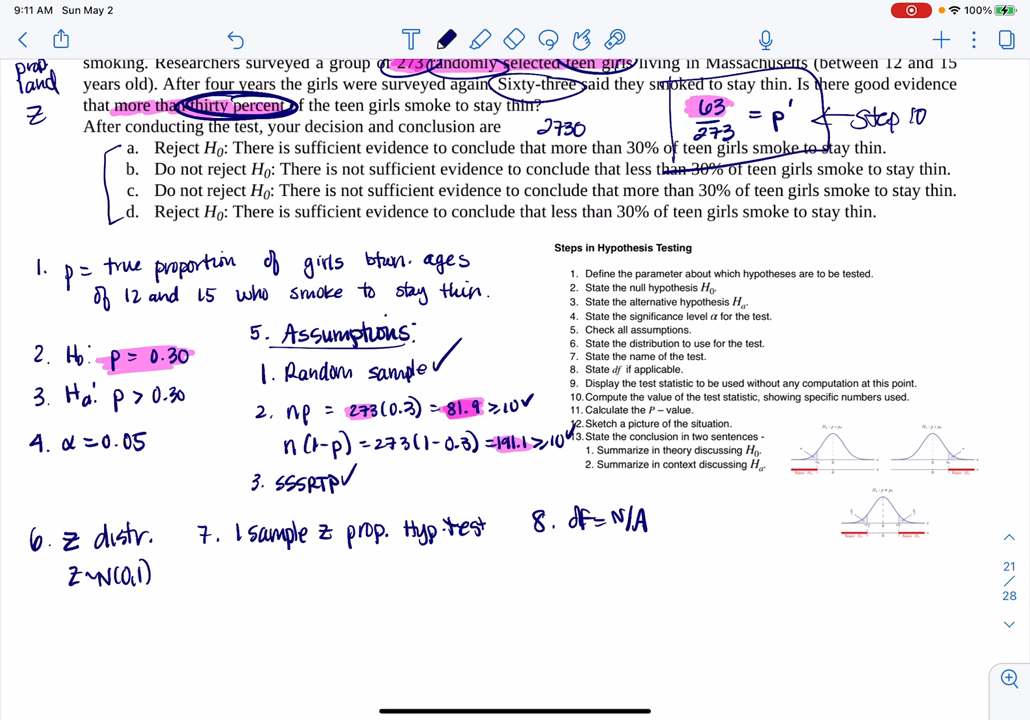 9:11 AM Sun May 2
100%
smoking. Researchers surveyed a group of 273 randomly selected teen girls living in Massachusetts (between 12 and 15
years old). After four years the girls were surveyed again. Sixty-three said they smoked to stay thin. Is there good evidence
that more than thirty percent of the teen girls smoke to stay thin?
After conducting the test, your decision and conclusion are
a. Reject H0: There is sufficient evidence to conclude that more than 30% of teen girls smoke to stay thin.
b. Do not reject H0: There is not sufficient evidence to conclude that less than 30% of teen girls smoke to stay thin.
c. Do not reject H0: There is not sufficient evidence to conclude that more than 30% of teen girls smoke to stay thin.
d. Reject H0: There is sufficient evidence to conclude that less than 30% of teen girls smoke to stay thin.
prop.
land
Z
2730
63/273 = p'
step 10
1. p = true proportion of girls btwn. ages
of 12 and 15 who smoke to stay thin.
2. H0: p = 0.30
3. Ha: p > 0.30
4. α = 0.05
5. Assumptions:
1. Random sample ✓
2. np = 273(0.3) = 81.9 ≥ 10 ✓
n(1-p) = 273(1-0.3) = 191.1 ≥ 10 ✓
3. SSSRTP ✓
6. Z distr.
Z~N(0,1)
7. 1 sample z prop. Hyp. test
8. df = N/A
Steps in Hypothesis Testing
1. Define the parameter about which hypotheses are to be tested.
2. State the null hypothesis H0.
3. State the alternative hypothesis Ha.
4. State the significance level α for the test.
5. Check all assumptions.
6. State the distribution to use for the test.
7. State the name of the test.
8. State df if applicable.
9. Display the test statistic to be used without any computation at this point.
10. Compute the value of the test statistic, showing specific numbers used.
11. Calculate the P – value.
12. Sketch a picture of the situation.
13. State the conclusion in two sentences -
1. Summarize in theory discussing H0.
2. Summarize in context discussing Ha.
21
/
28